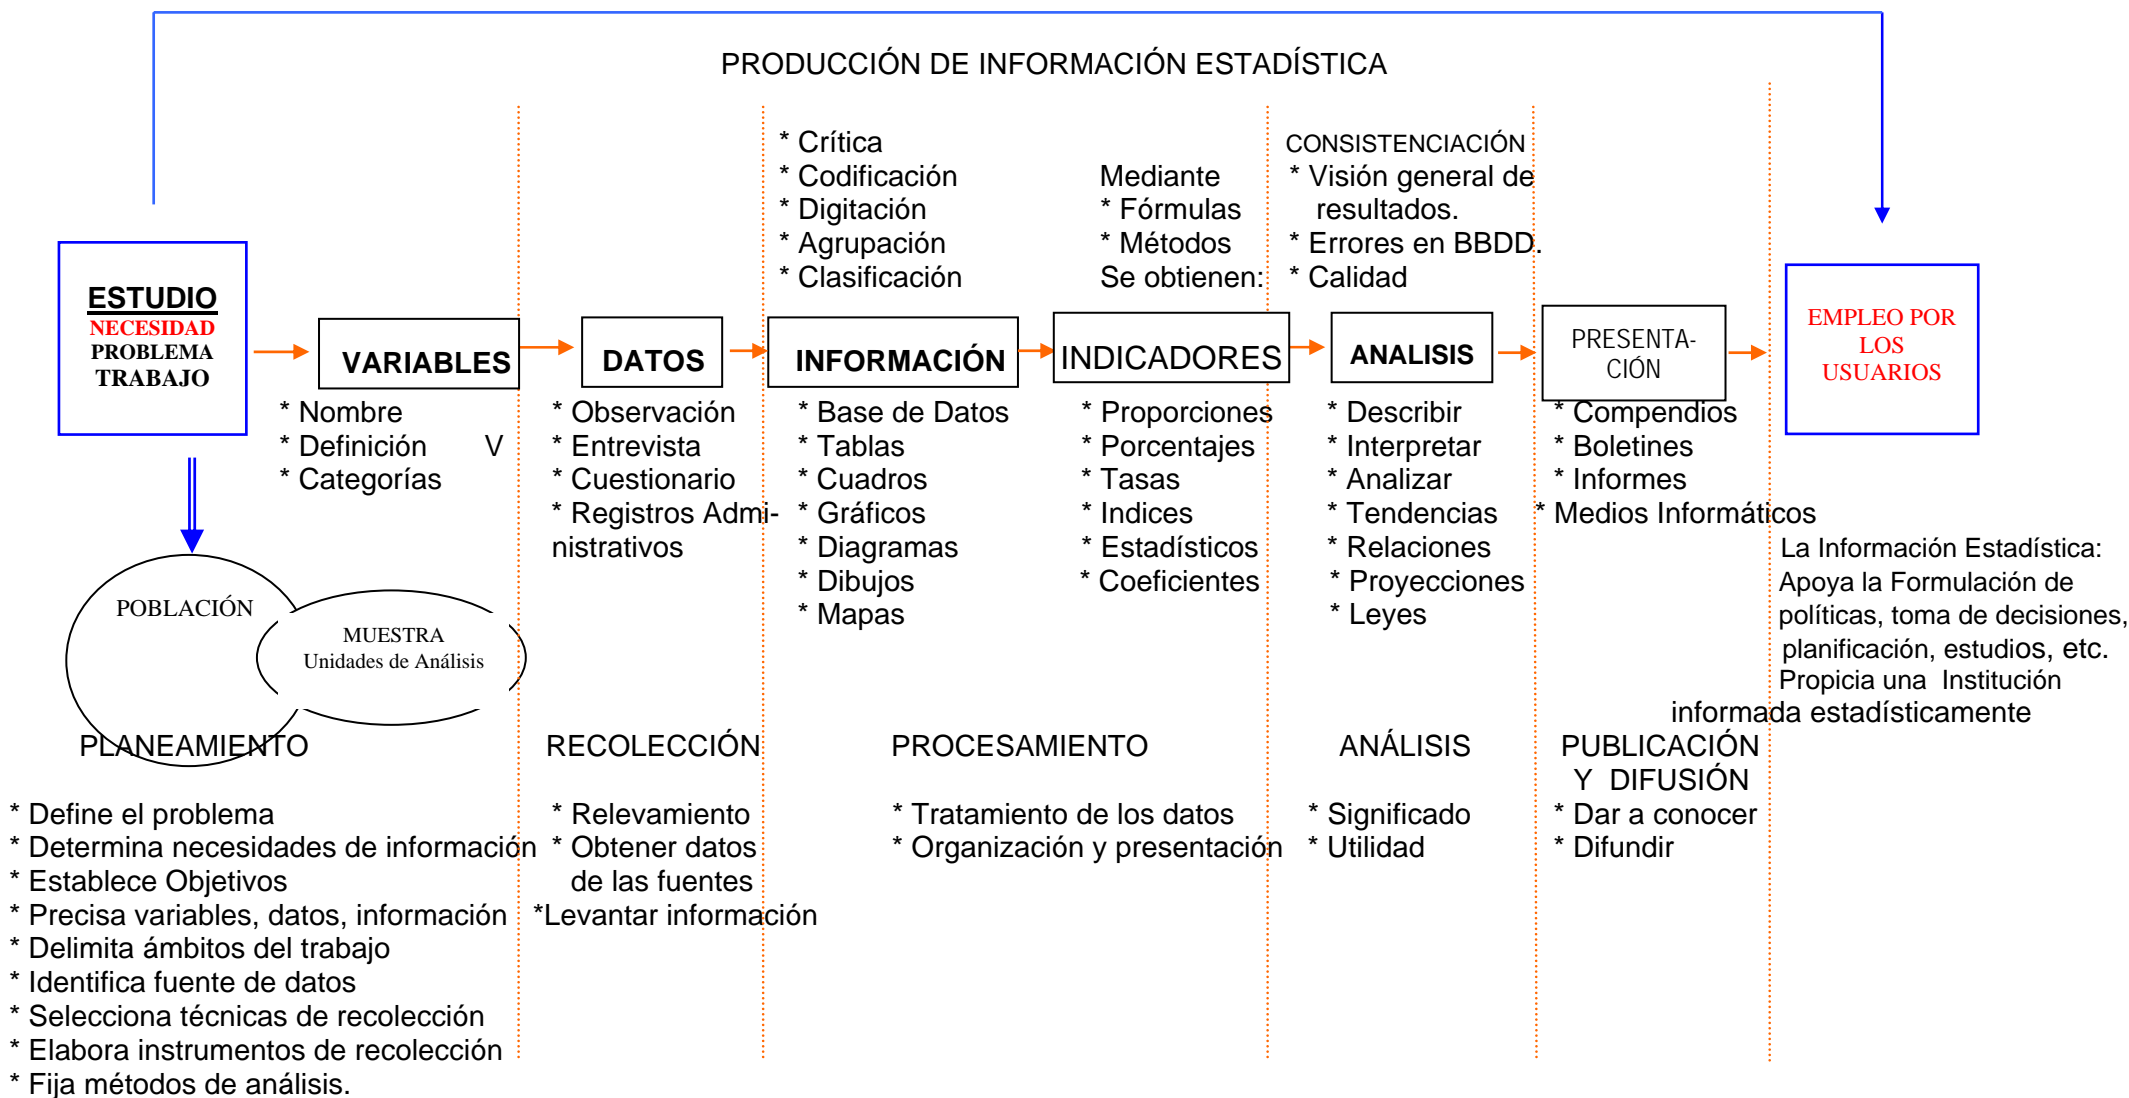 PRODUCCIÓN DE INFORMACIÓN ESTADÍSTICA
ESTUDIO
NECESIDAD
PROBLEMA
TRABAJO
POBLACIÓN
MUESTRA
Unidades de Análisis
VARIABLES
* Nombre
* Definición V
* Categorías
DATOS
* Observación
* Entrevista
* Cuestionario
* Registros Admi-
nistrativos
* Crítica
* Codificación
* Digitación
* Agrupación
* Clasificación
INFORMACIÓN
* Base de Datos
* Tablas
* Cuadros
* Gráficos
* Diagramas
* Dibujos
* Mapas
Mediante
* Fórmulas
* Métodos
Se obtienen:
INDICADORES
* Proporciones
* Porcentajes
* Tasas
* Indices
* Estadísticos
* Coeficientes
CONSISTENCIACIÓN
* Visión general de
resultados.
* Errores en BBDD.
* Calidad
ANALISIS
* Describir
* Interpretar
* Analizar
* Tendencias
* Relaciones
* Proyecciones
* Leyes
PRESENTA-
CIÓN
* Compendios
* Boletines
* Informes
* Medios Informáticos
EMPLEO POR
LOS
USUARIOS
La Información Estadística:
Apoya la Formulación de
políticas, toma de decisiones,
planificación, estudios, etc.
Propicia una Institución
informada estadísticamente
PLANEAMIENTO
* Define el problema
* Determina necesidades de información
* Establece Objetivos
* Precisa variables, datos, información
* Delimita ámbitos del trabajo
* Identifica fuente de datos
* Selecciona técnicas de recolección
* Elabora instrumentos de recolección
* Fija métodos de análisis.
RECOLECCIÓN
* Relevamiento
* Obtener datos
de las fuentes
*Levantar información
PROCESAMIENTO
* Tratamiento de los datos
* Organización y presentación
ANÁLISIS
* Significado
* Utilidad
PUBLICACIÓN
Y DIFUSIÓN
* Dar a conocer
* Difundir